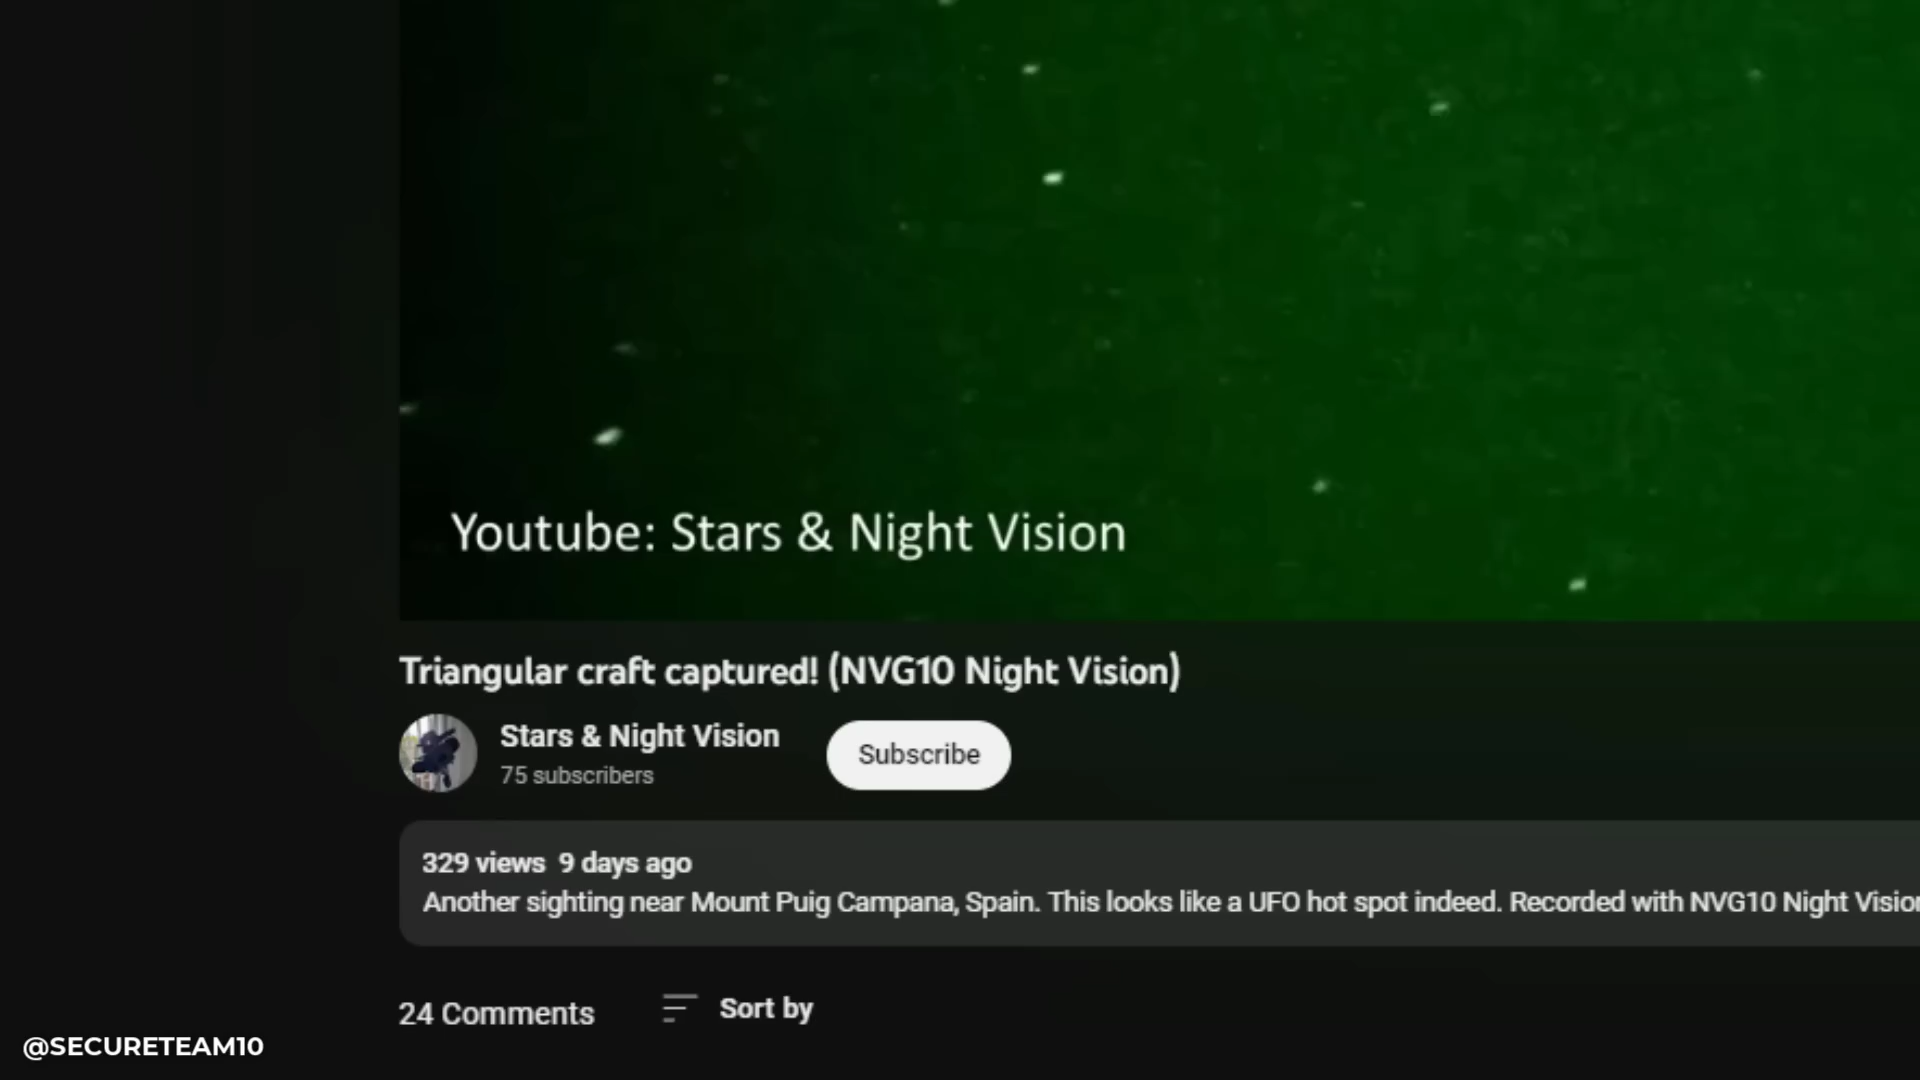 Youtube: Stars & Night Vision
Triangular craft captured! (NVG10 Night Vision)
Stars & Night Vision
75 subscribers
Subscribe
329 views 9 days ago
Another sighting near Mount Puig Campana, Spain. This looks like a UFO hot spot indeed. Recorded with NVG10 Night Vision
24 Comments
Sort by
@SECURETEAM10